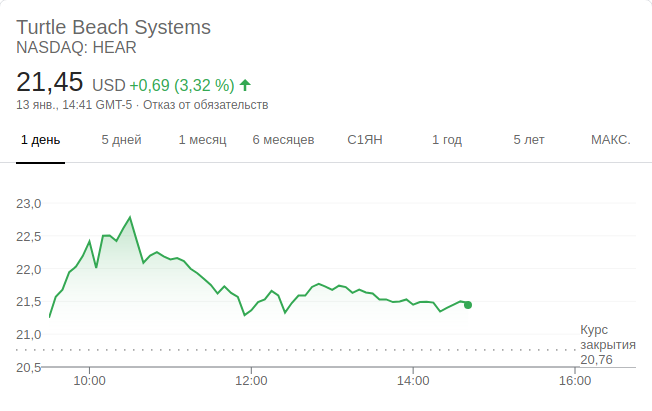 Turtle Beach Systems
NASDAQ: HEAR
21,45 USD +0,69 (3,32 %)
13 янв., 14:41 GMT-5 · Отказ от обязательств
1 день 5 дней 1 месяц 6 месяцев С1ЯН 1 год 5 лет МАКС.
23,0
22,5
22,0
21,5
21,0
Курс
закрытия
20,76
20,5
10:00 12:00 14:00 16:00